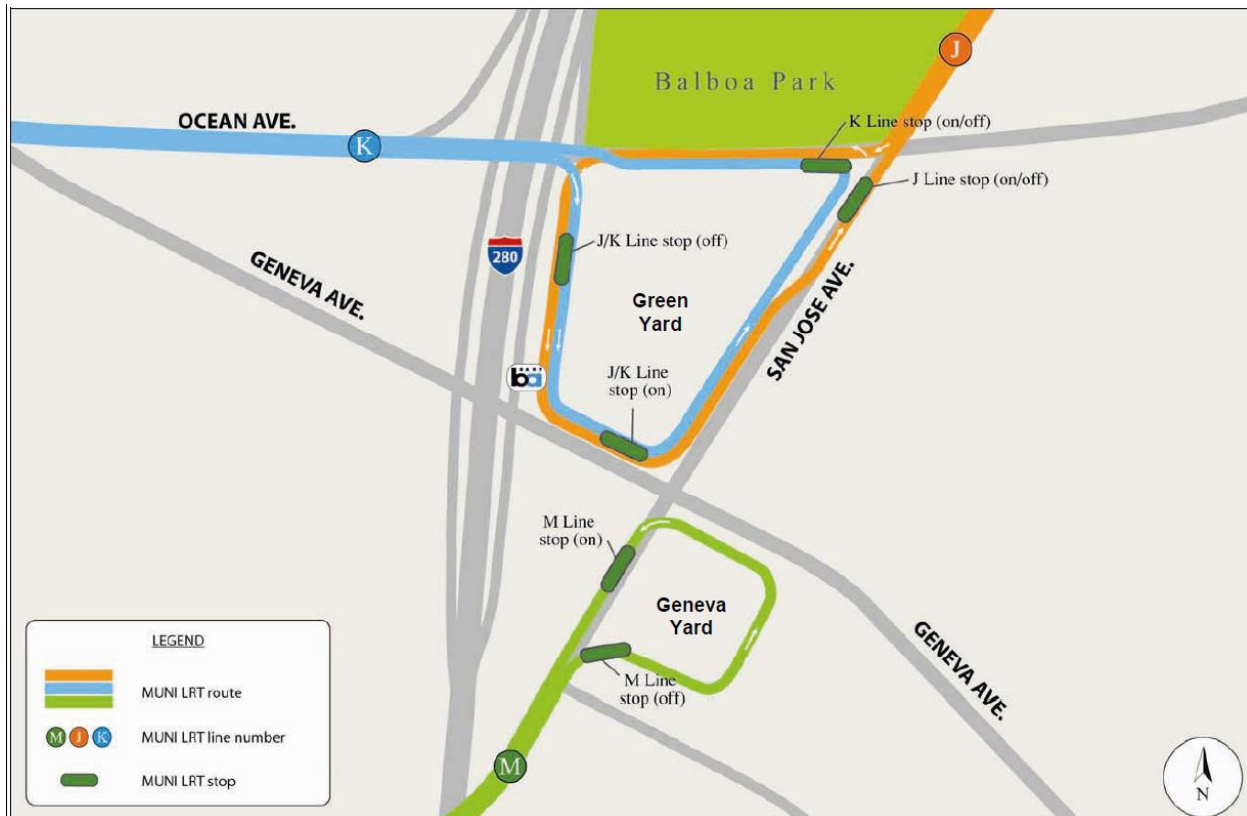 J
Balboa Park
OCEAN AVE.
K
K Line stop (on/off)
J Line stop (on/off)
J/K Line stop (off)
280
GENEVA AVE.
Green
Yard
SAN JOSE AVE.
ba
J/K Line
stop (on)
M Line
stop (on)
Geneva
Yard
M Line
stop (off)
GENEVA AVE.
M
LEGEND
MUNI LRT route
M J K MUNI LRT line number
MUNI LRT stop
N